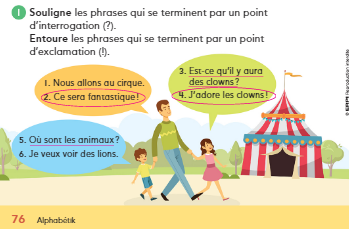 1 Souligne les phrases qui se terminent par un point
d'interrogation (?).
Entoure les phrases qui se terminent par un point
d'exclamation (!).
1. Nous allons au cirque.
2. Ce sera fantastique!
3. Est-ce qu'il y aura
des clowns?
4. J'adore les clowns!
5. Où sont les animaux?
6. Je veux voir des lions.
76 Alphabétik
Reproduction interdite